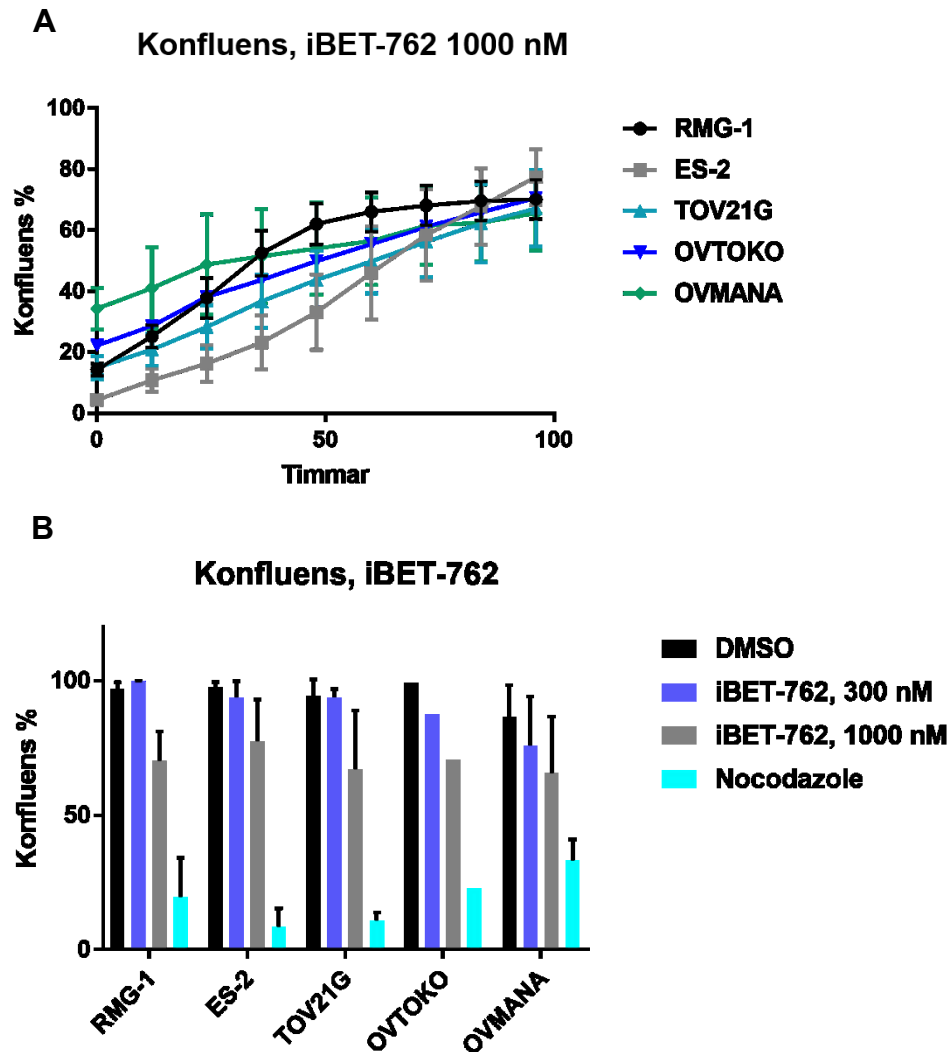 A
Konfluens, iBET-762 1000 nM
Konfluens %
100
80
60
40
20
0
0
50
100
Timmar
RMG-1
ES-2
TOV21G
OVTOKO
OVMANA
B
Konfluens, iBET-762
Konfluens %
100
50
0
RMG-1
ES-2
TOV21G
OVTOKO
OVMANA
DMSO
iBET-762, 300 nM
iBET-762, 1000 nM
Nocodazole